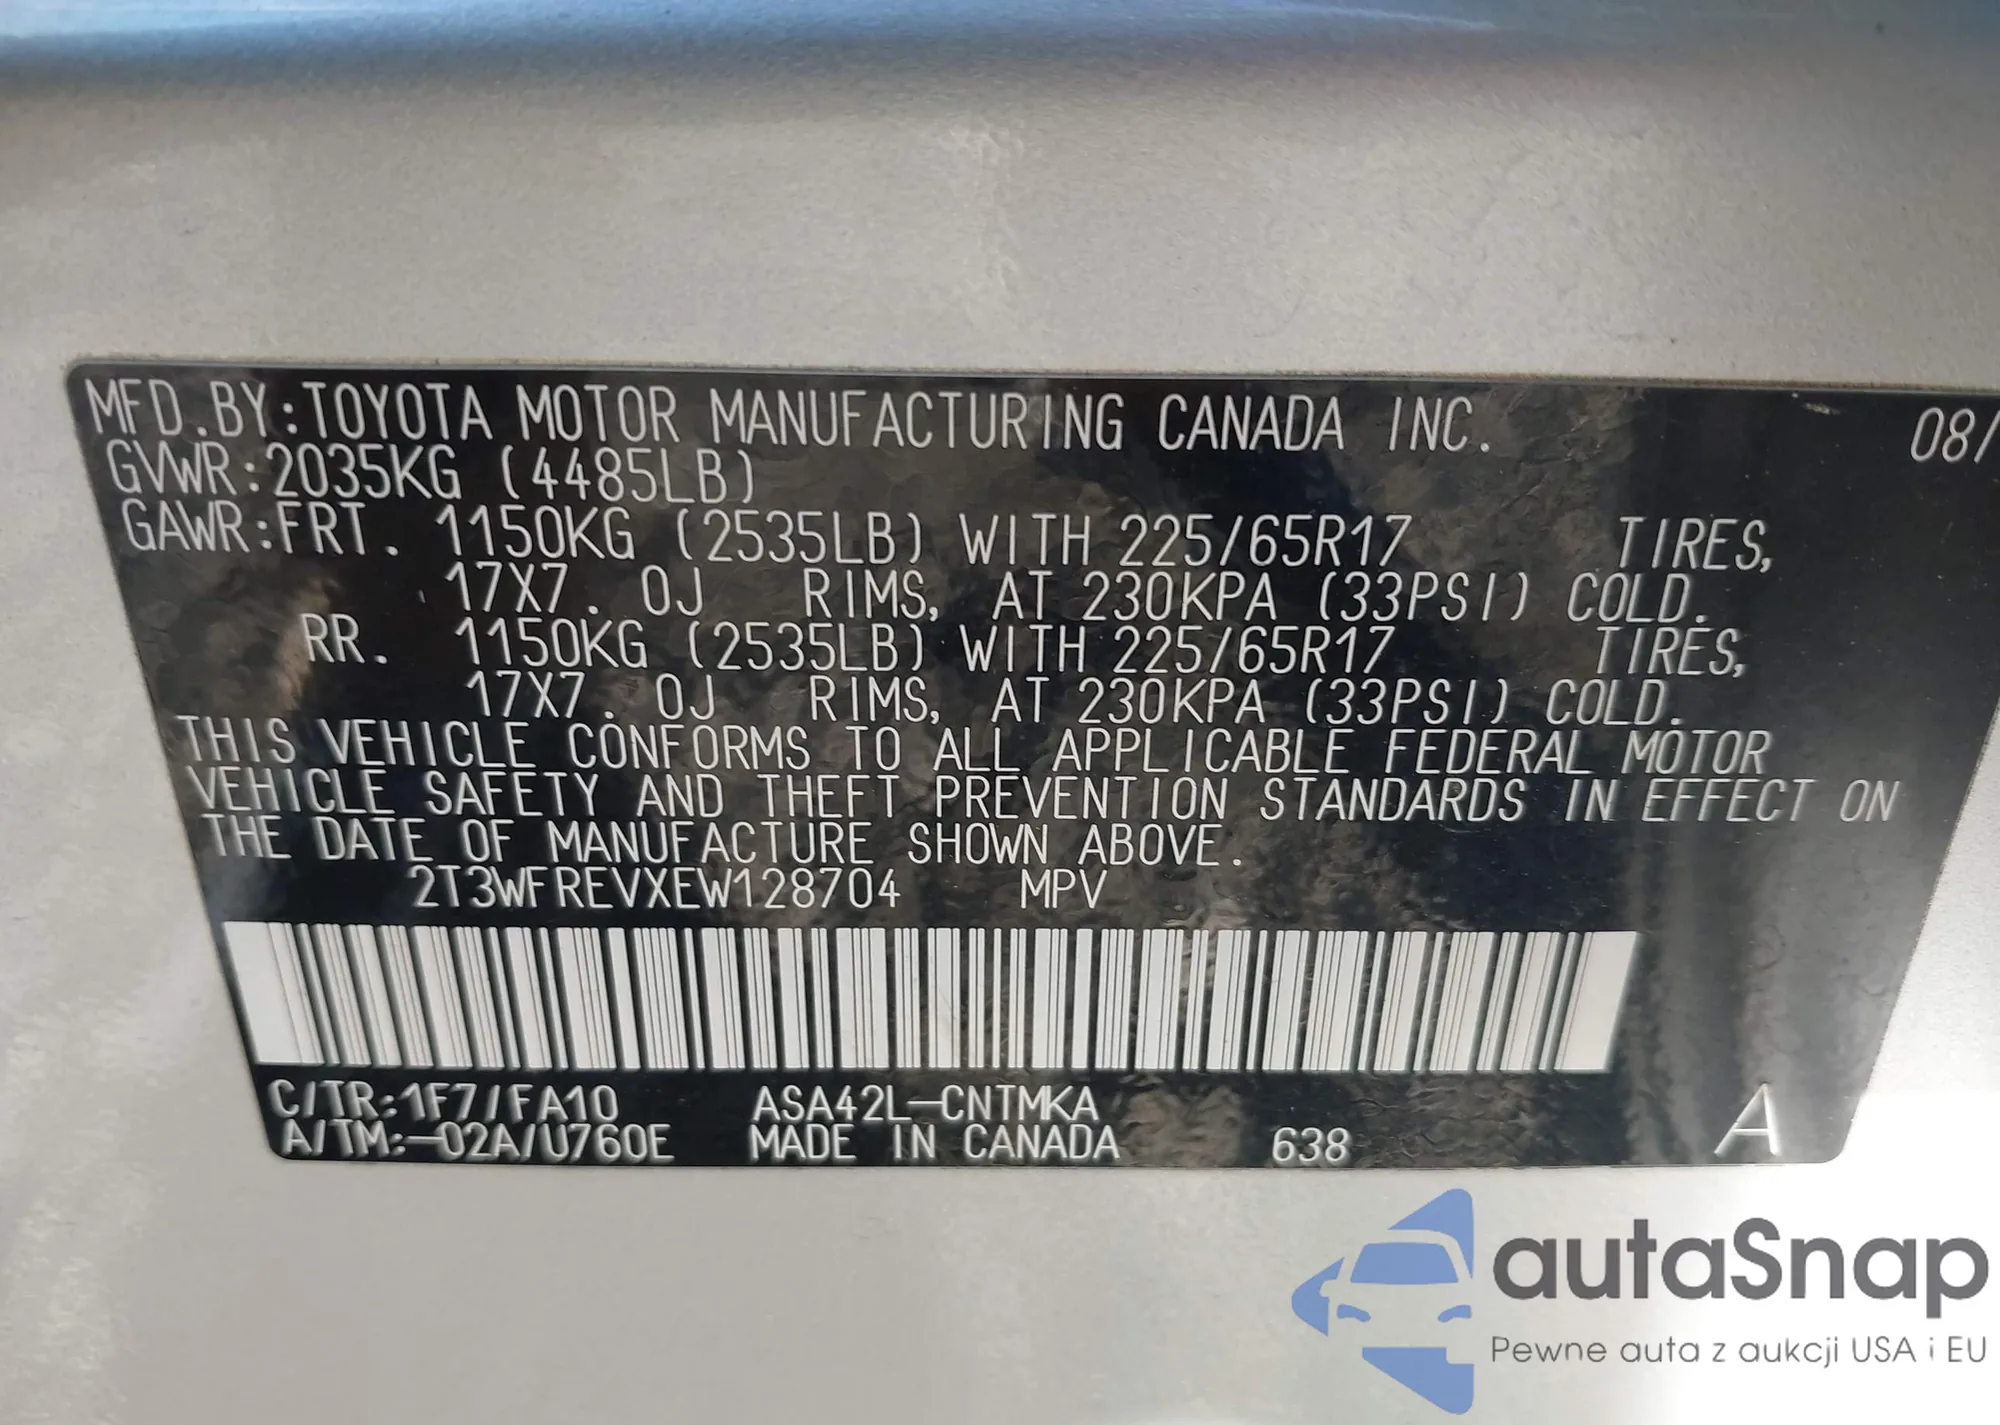 MFD.BY:TOYOTA MOTOR MANUFACTURING CANADA INC. 08/
GVWR:2035KG (4485LB)
GAWR:FRT. 1150KG (2535LB) WITH 225/65R17 TIRES,
17X7.0J RIMS, AT 230KPA (33PSI) COLD.
RR. 1150KG (2535LB) WITH 225/65R17 TIRES,
17X7.0J RIMS, AT 230KPA (33PSI) COLD.
THIS VEHICLE CONFORMS TO ALL APPLICABLE FEDERAL MOTOR
VEHICLE SAFETY AND THEFT PREVENTION STANDARDS IN EFFECT ON
THE DATE OF MANUFACTURE SHOWN ABOVE.
2T3WFREVXEW128704 MPV
C/TR:1F7/FA10 ASA42L-CNTMKA
A/TM:-02A/U760E MADE IN CANADA 638 A
autaSnap
Pewne auta z aukcji USA i EU